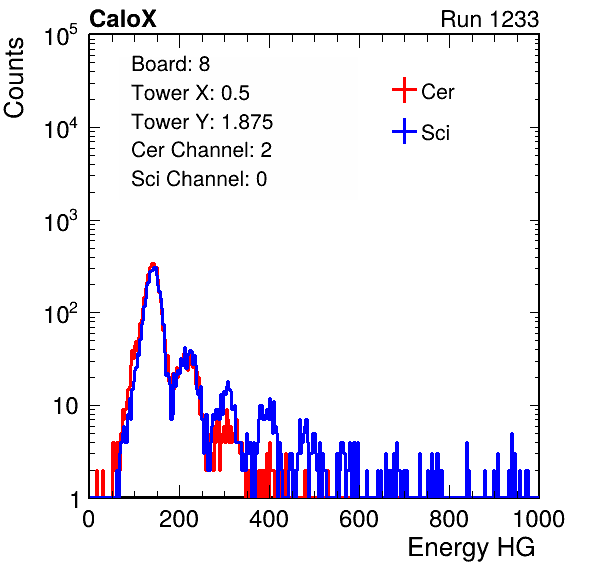 CaloX Run 1233
Counts
Board: 8
Tower X: 0.5
Tower Y: 1.875
Cer Channel: 2
Sci Channel: 0
Cer
Sci
10^5
10^4
10^3
10^2
10
1
0 200 400 600 800 1000
Energy HG